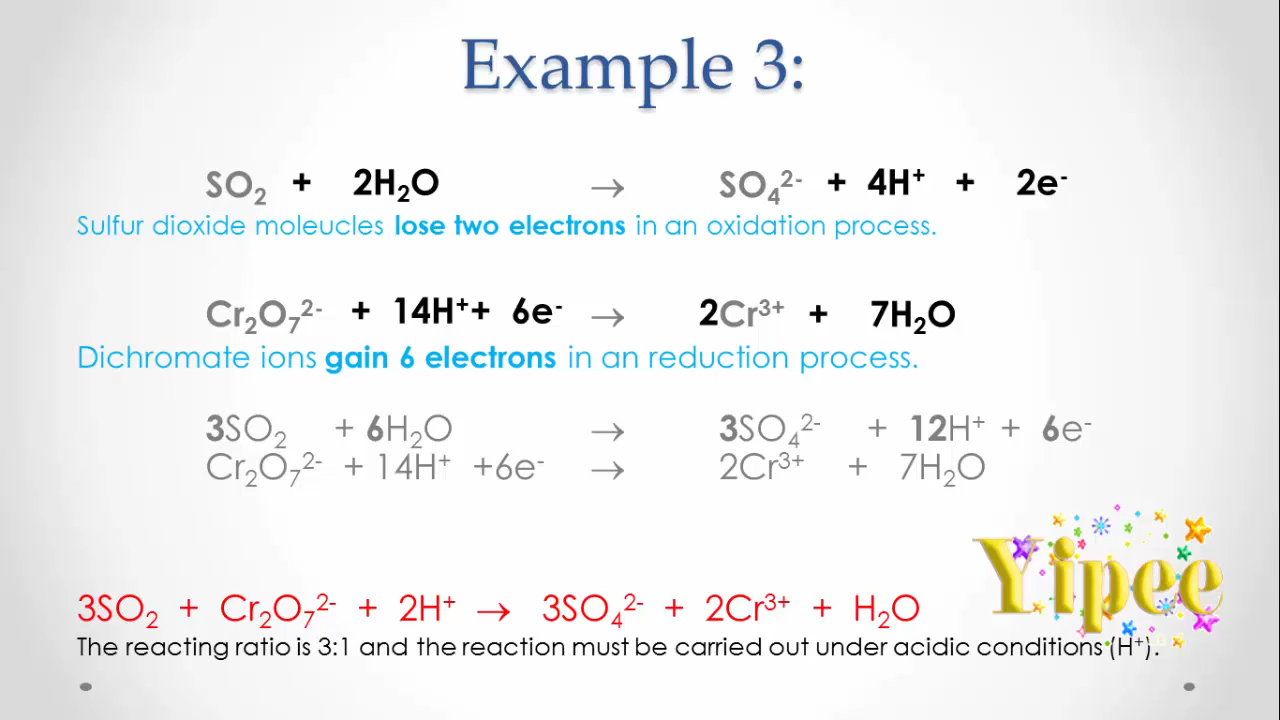 Example 3:
SO₂ + 2H₂O → SO₄²⁻ + 4H⁺ + 2e⁻
Sulfur dioxide moleucles lose two electrons in an oxidation process.
Cr₂O₇²⁻ + 14H⁺+ 6e⁻ → 2Cr³⁺ + 7H₂O
Dichromate ions gain 6 electrons in an reduction process.
3SO₂ + 6H₂O → 3SO₄²⁻ + 12H⁺ + 6e⁻
Cr₂O₇²⁻ + 14H⁺ +6e⁻ → 2Cr³⁺ + 7H₂O
Yipee
3SO₂ + Cr₂O₇²⁻ + 2H⁺ → 3SO₄²⁻ + 2Cr³⁺ + H₂O
The reacting ratio is 3:1 and the reaction must be carried out under acidic conditions (H⁺).